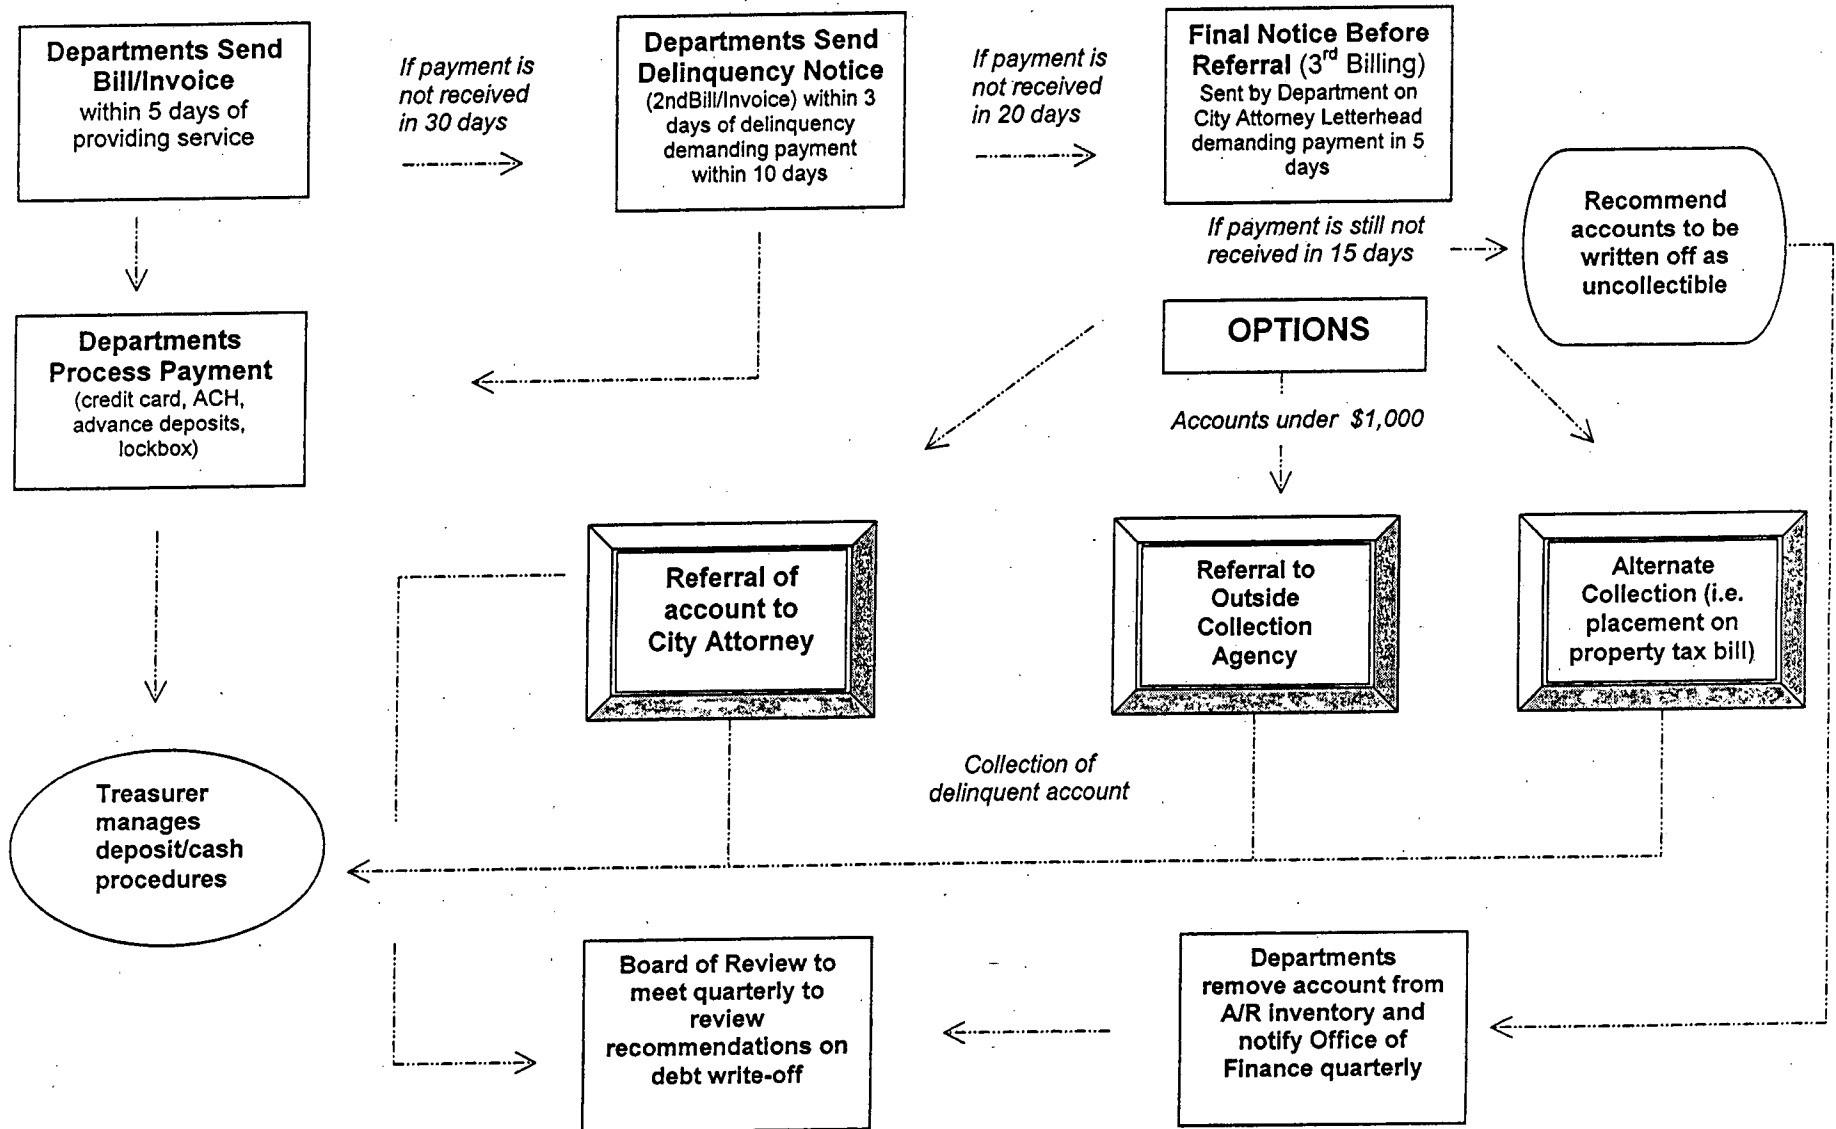 Departments Send
Bill/Invoice
within 5 days of
providing service
If payment is
not received
in 30 days
Departments Send
Delinquency Notice
(2ndBill/Invoice) within 3
days of delinquency
demanding payment
within 10 days
If payment is
not received
in 20 days
Final Notice Before
Referral (3rd Billing)
Sent by Department on
City Attorney Letterhead
demanding payment in 5
days
If payment is still not
received in 15 days
Recommend
accounts to be
written off as
uncollectible
Departments
Process Payment
(credit card, ACH,
advance deposits,
lockbox)
OPTIONS
Accounts under $1,000
Referral of
account to
City Attorney
Referral to
Outside
Collection
Agency
Alternate
Collection (i.e.
placement on
property tax bill)
Collection of
delinquent account
Treasurer
manages
deposit/cash
procedures
Board of Review to
meet quarterly to
review
recommendations on
debt write-off
Departments
remove account from
A/R inventory and
notify Office of
Finance quarterly